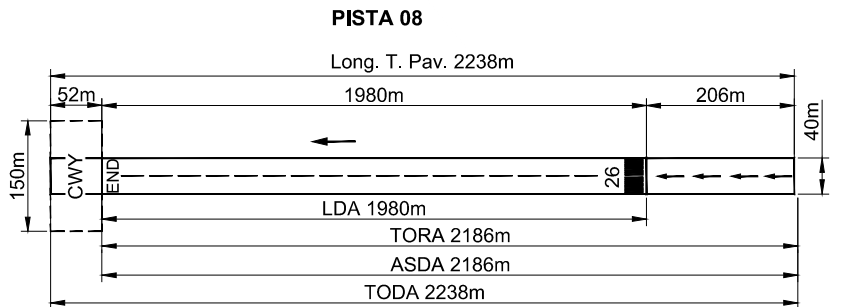 PISTA 08
Long. T. Pav. 2238m
52m 1980m 206m
40m
150m
CWY
END
26
LDA 1980m
TORA 2186m
ASDA 2186m
TODA 2238m